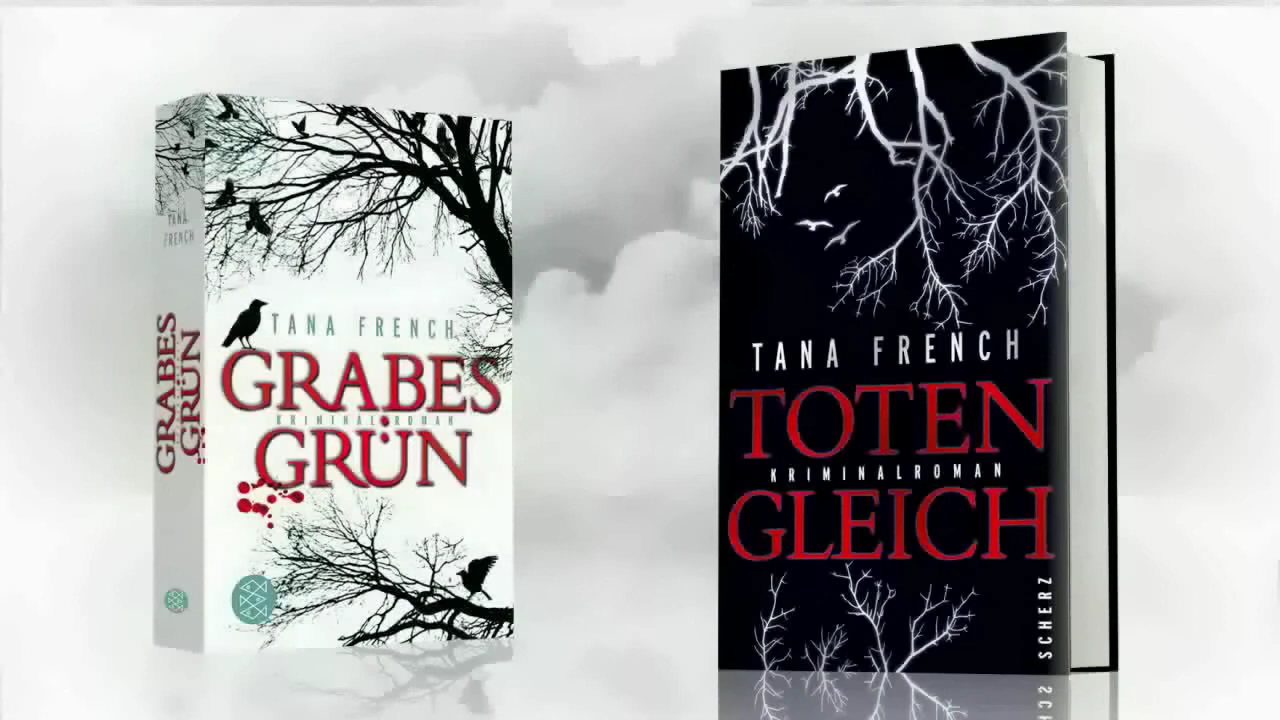 TANA
FRENCH
GRABES
GRÜN
TANA FRENCH
GRABES
KRIMINALROMAN
GRÜN
TANA FRENCH
TOTEN
KRIMINALROMAN
GLEICH
SCHERZ